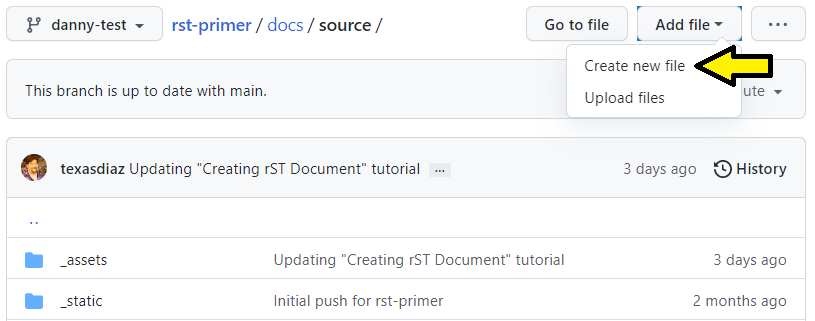 danny-test rst-primer / docs / source / Go to file Add file ...
Create new file
This branch is up to date with main.
Upload files
texasdiaz Updating "Creating rST Document" tutorial ... 3 days ago History
..
_assets Updating "Creating rST Document" tutorial 3 days ago
_static Initial push for rst-primer 2 months ago